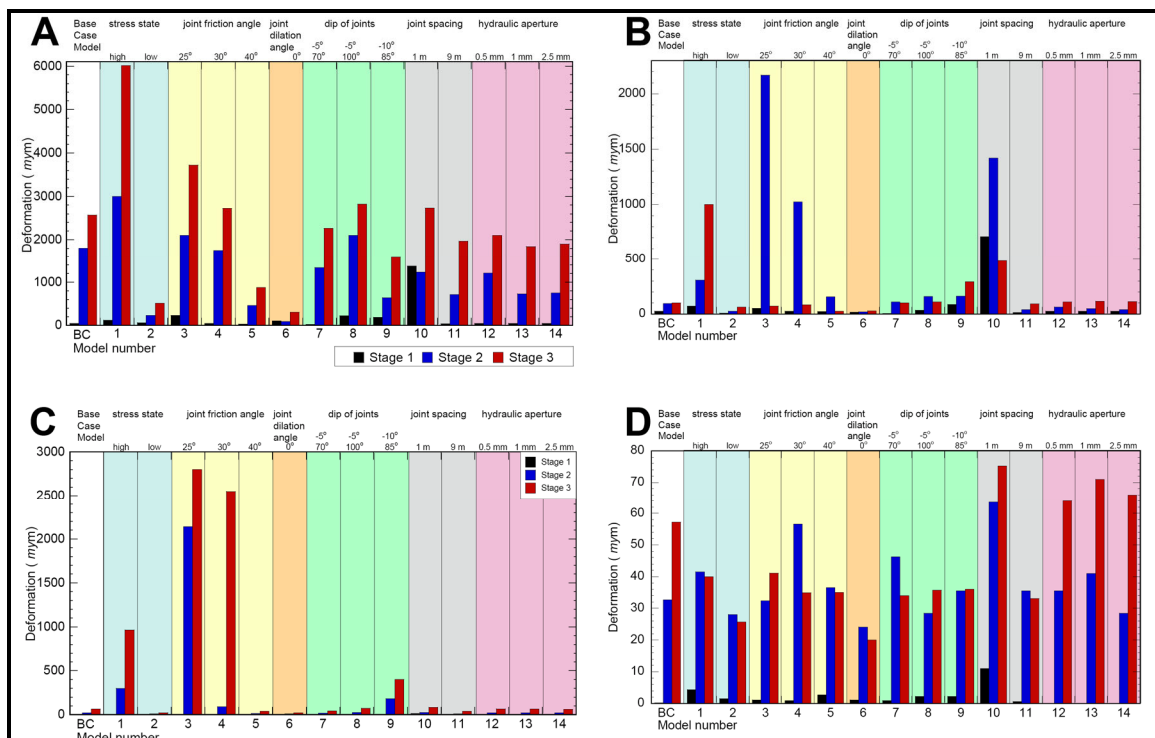 A
Base Case Model
stress state
joint friction angle
joint dilation angle
dip of joints
joint spacing
hydraulic aperture
high low 25° 30° 40° 0° -5° 70° -5° 100° -10° 85° 1 m 9 m 0.5 mm 1 mm 2.5 mm
Deformation ( mym)
6000
5000
4000
3000
2000
1000
0
BC 1 2 3 4 5 6 7 8 9 10 11 12 13 14
Model number
Stage 1 Stage 2 Stage 3
B
Base Case Model
stress state
joint friction angle
joint dilation angle
dip of joints
joint spacing
hydraulic aperture
high low 25° 30° 40° 0° -5° 70° -5° 100° -10° 85° 1 m 9 m 0.5 mm 1 mm 2.5 mm
Deformation ( mym)
2000
1500
1000
500
0
BC 1 2 3 4 5 6 7 8 9 10 11 12 13 14
Model number
C
Base Case Model
stress state
joint friction angle
joint dilation angle
dip of joints
joint spacing
hydraulic aperture
high low 25° 30° 40° 0° -5° 70° -5° 100° -10° 85° 1 m 9 m 0.5 mm 1 mm 2.5 mm
Deformation ( mym)
3000
2500
2000
1500
1000
500
0
Stage 1
Stage 2
Stage 3
BC 1 2 3 4 5 6 7 8 9 10 11 12 13 14
Model number
D
Base Case Model
stress state
joint friction angle
joint dilation angle
dip of joints
joint spacing
hydraulic aperture
high low 25° 30° 40° 0° -5° 70° -5° 100° -10° 85° 1 m 9 m 0.5 mm 1 mm 2.5 mm
Deformation ( mym)
80
70
60
50
40
30
20
10
0
BC 1 2 3 4 5 6 7 8 9 10 11 12 13 14
Model number